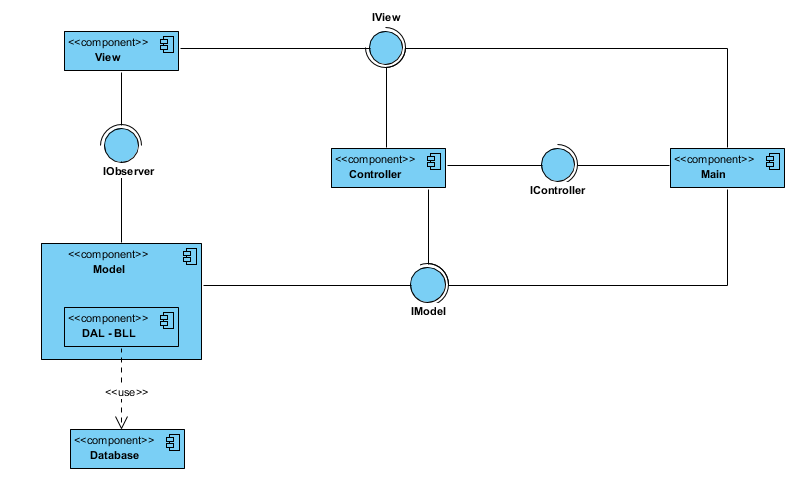 IView
<<component>>
View
<<component>>
Controller
IController
<<component>>
Main
IObserver
<<component>>
Model
<<component>>
DAL - BLL
IModel
<<use>>
<<component>>
Database